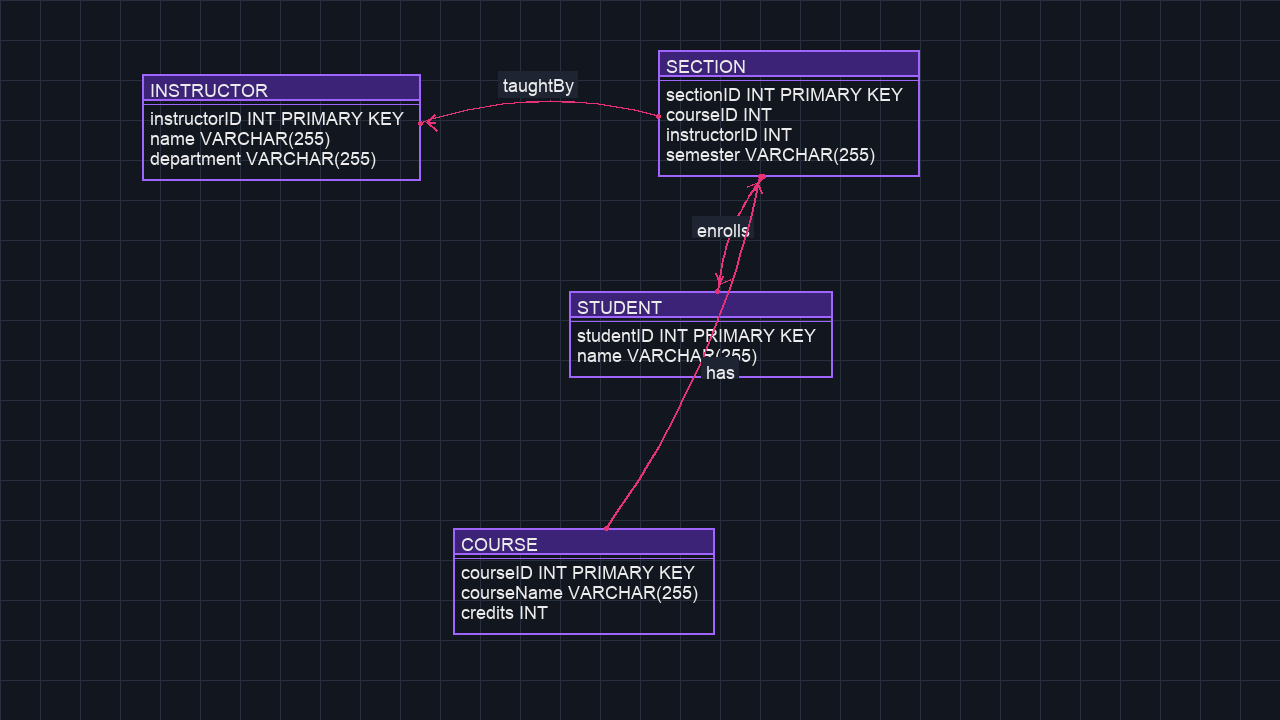 INSTRUCTOR
instructorID INT PRIMARY KEY
name VARCHAR(255)
department VARCHAR(255)
taughtBy
SECTION
sectionID INT PRIMARY KEY
courseID INT
instructorID INT
semester VARCHAR(255)
enrolls
STUDENT
studentID INT PRIMARY KEY
name VARCHAR(255)
has
COURSE
courseID INT PRIMARY KEY
courseName VARCHAR(255)
credits INT